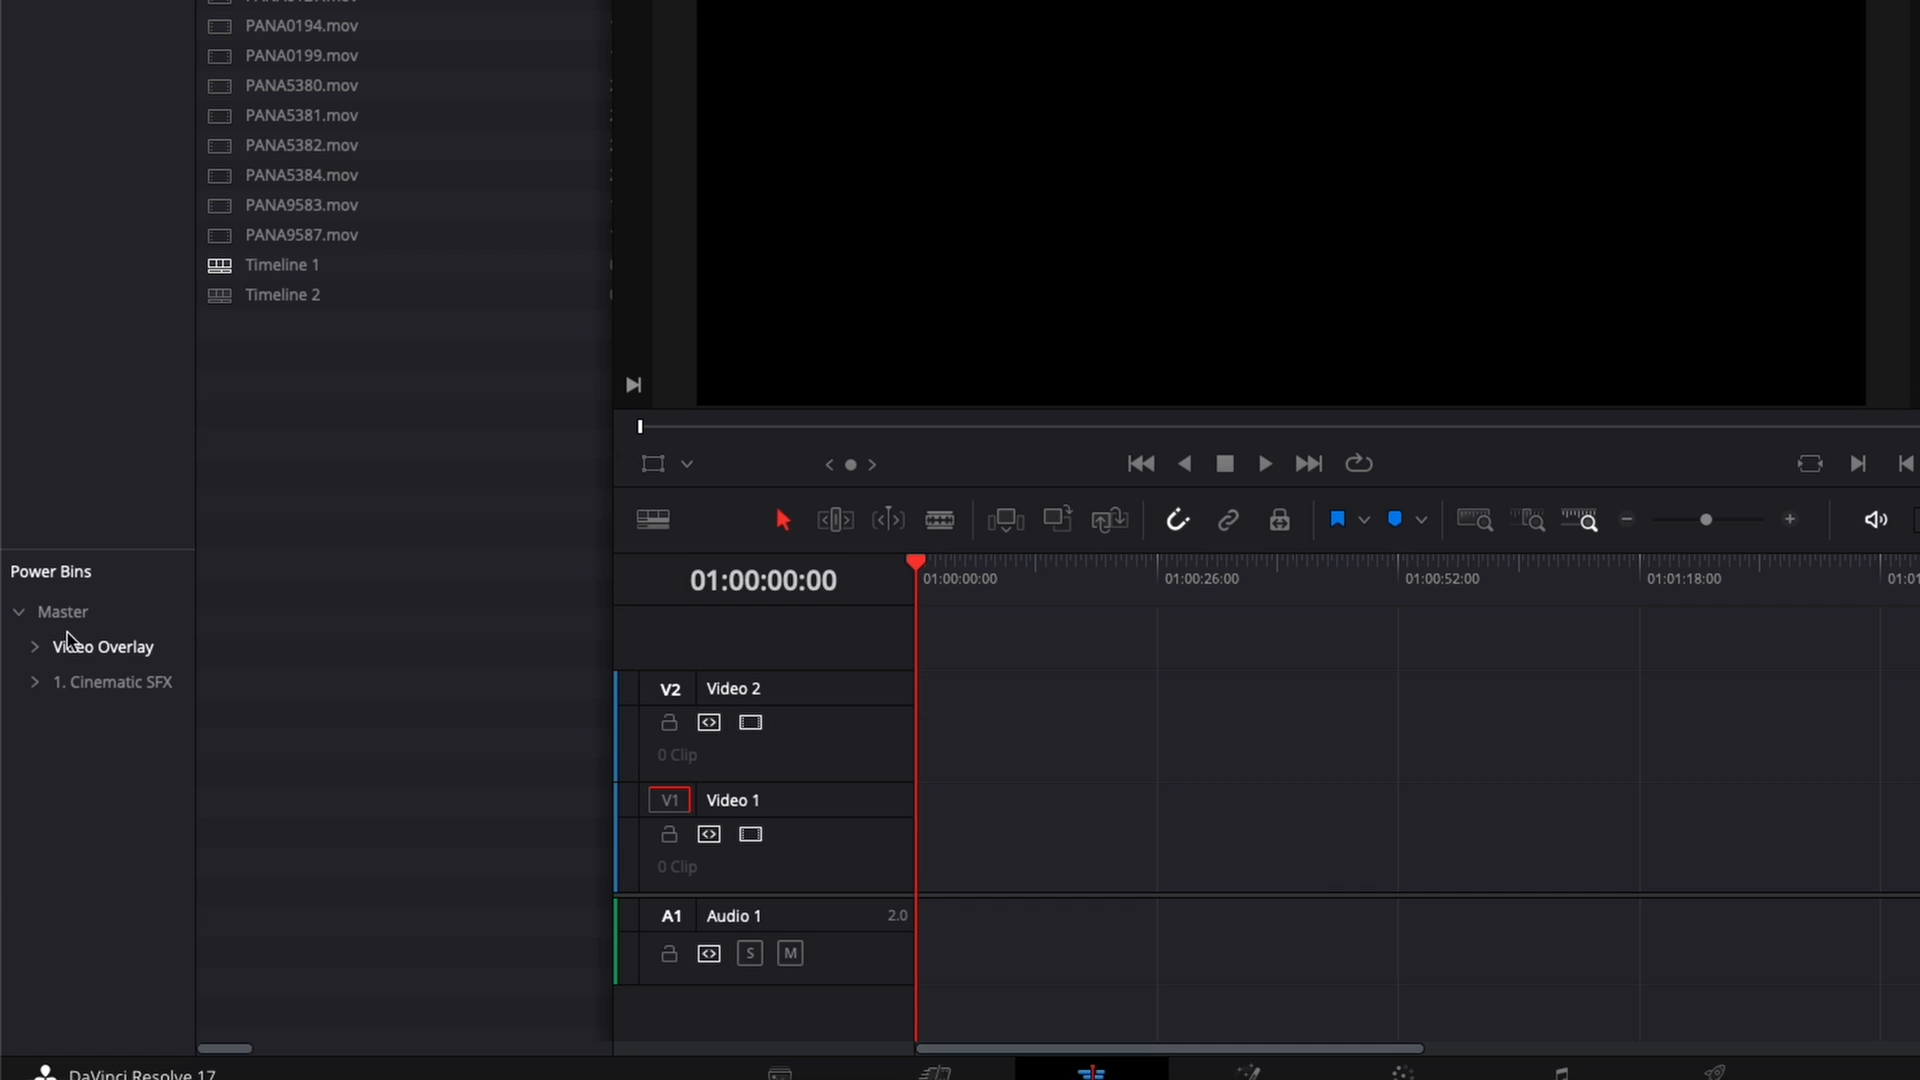 PANA0194.mov
PANA0199.mov
PANA5380.mov
PANA5381.mov
PANA5382.mov
PANA5384.mov
PANA9583.mov
PANA9587.mov
Timeline 1
Timeline 2
01:00:00:00
01:00:00:00
01:00:26:00
01:00:52:00
01:01:18:00
Power Bins
Master
Video Overlay
1. Cinematic SFX
V2 Video 2
0 Clip
V1 Video 1
0 Clip
A1 Audio 1 2.0
S M
DaVinci Resolve 17